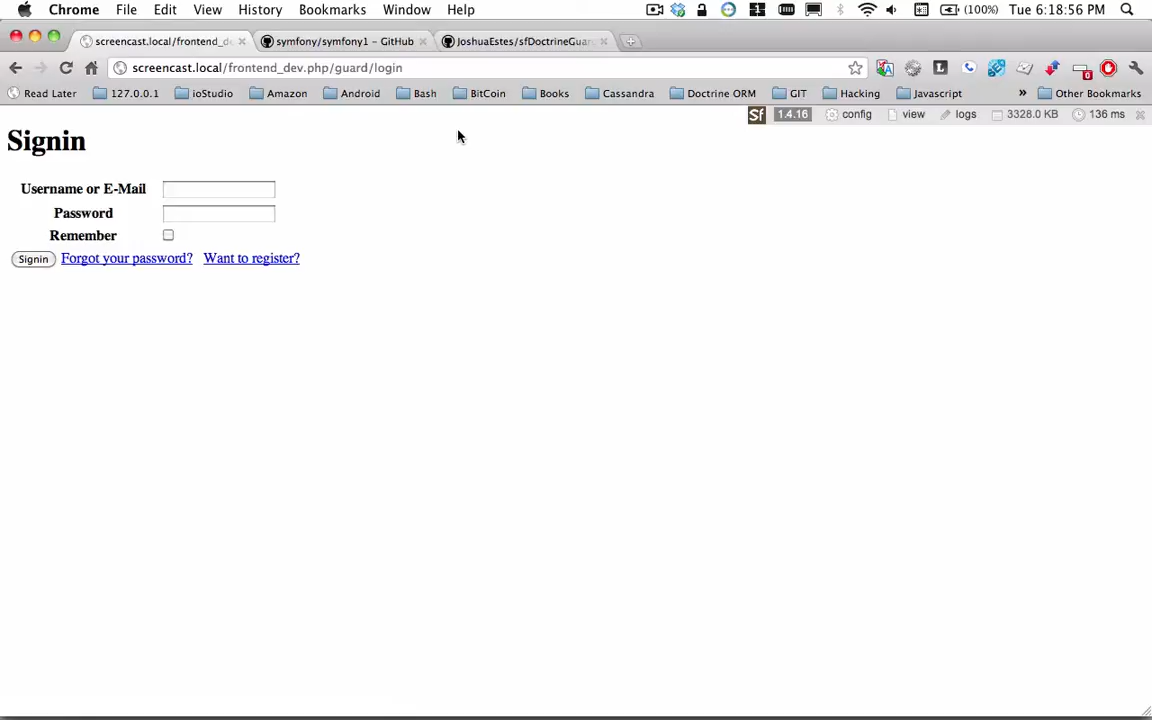 Chrome File Edit View History Bookmarks Window Help (100%) Tue 6:18:56 PM
screencast.local/frontend_de symfony/symfony1 – GitHub JoshuaEstes/sfDoctrineGuar
screencast.local/frontend_dev.php/guard/login
Read Later 127.0.0.1 ioStudio Amazon Android Bash BitCoin Books Cassandra Doctrine ORM GIT Hacking Javascript » Other Bookmarks
Sf 1.4.16 config view logs 3328.0 KB 136 ms
Signin
Username or E-Mail
Password
Remember
Signin Forgot your password? Want to register?